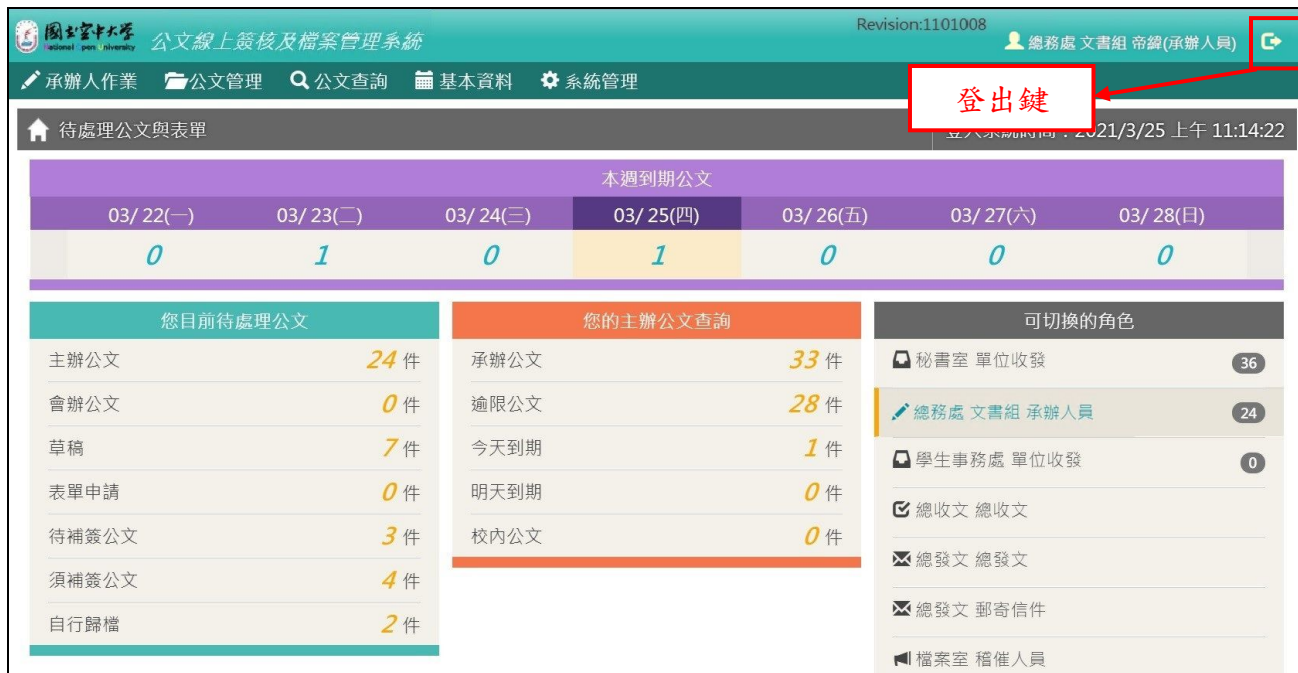 國立空中大學
National Open University
公文線上簽核及檔案管理系統
Revision:1101008
總務處 文書組 帝緯(承辦人員)
承辦人作業 公文管理 公文查詢 基本資料 系統管理
登出鍵
待處理公文與表單
登入系統時間：2021/3/25 上午 11:14:22
本週到期公文
03/ 22(一) 03/ 23(二) 03/ 24(三) 03/ 25(四) 03/ 26(五) 03/ 27(六) 03/ 28(日)
0 1 0 1 0 0 0
您目前待處理公文
主辦公文 24 件
會辦公文 0 件
草稿 7 件
表單申請 0 件
待補簽公文 3 件
須補簽公文 4 件
自行歸檔 2 件
您的主辦公文查詢
承辦公文 33 件
逾限公文 28 件
今天到期 1 件
明天到期 0 件
校內公文 0 件
可切換的角色
秘書室 單位收發 36
總務處 文書組 承辦人員 24
學生事務處 單位收發 0
總收文 總收文
總發文 總發文
總發文 郵寄信件
檔案室 稽催人員